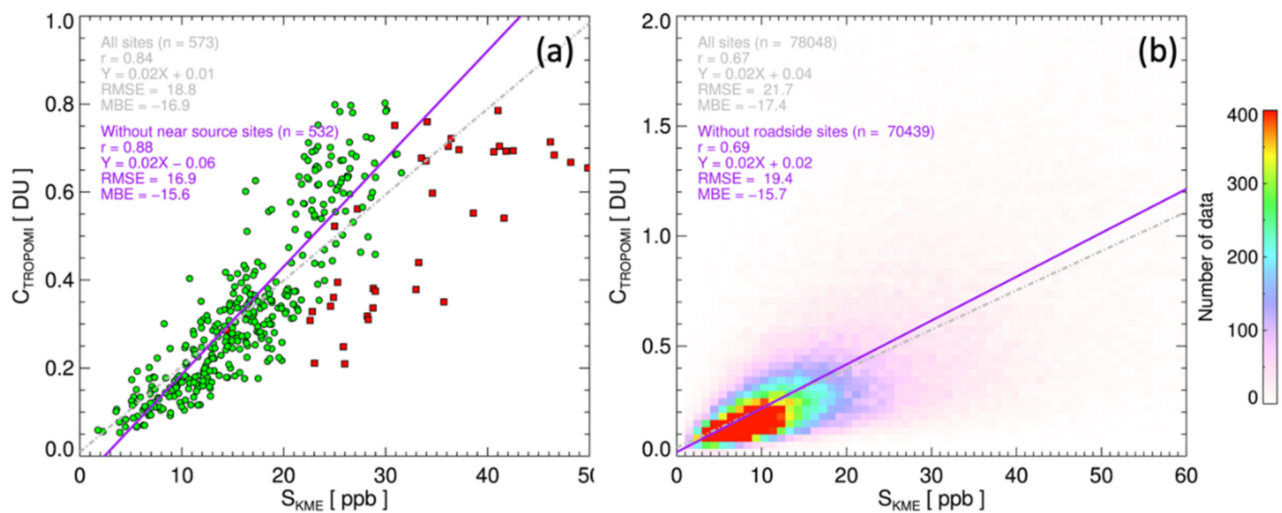 (a)
All sites (n = 573)
r = 0.84
Y = 0.02X + 0.01
RMSE = 18.8
MBE = −16.9
Without near source sites (n = 532)
r = 0.88
Y = 0.02X − 0.06
RMSE = 16.9
MBE = −15.6
1.0
0.8
0.6
0.4
0.2
0.0
C_TROPOMI [ DU ]
0 10 20 30 40 50
S_KME [ ppb ]
(b)
All sites (n = 78048)
r = 0.67
Y = 0.02X + 0.04
RMSE = 21.7
MBE = −17.4
Without roadside sites (n = 70439)
r = 0.69
Y = 0.02X + 0.02
RMSE = 19.4
MBE = −15.7
2.0
1.5
1.0
0.5
0.0
C_TROPOMI [ DU ]
0 10 20 30 40 50 60
S_KME [ ppb ]
400
300
200
100
0
Number of data